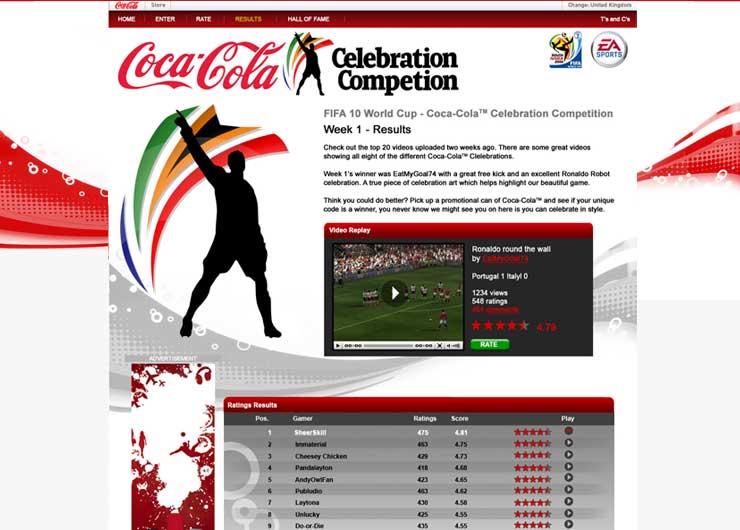 Coca-Cola Store Change: United Kingdom
HOME ENTER RATE RESULTS HALL OF FAME T's and C's
Coca-Cola Celebration
Competion
FIFA
EA
SPORTS
FIFA 10 World Cup - Coca-Cola™ Celebration Competition
Week 1 - Results
Check out the top 20 videos uploaded two weeks ago. There are some great videos
showing all eight of the different Coca-Cola™ Clelebrations.
Week 1's winner was EatMyGoal74 with a great free kick and an excellent Ronaldo Robot
celebration. A true piece of celebration art which helps highlight our beautiful game.
Think you could do better? Pick up a promotional can of Coca-Cola™ and see if your unique
code is a winner, you never know we might see you on here is you can celebrate in style.
Video Replay
Ronaldo round the wall
by EatMyGoal74
Portugal 1 Italyl 0
1234 views
548 ratings
464 comments
4.79
00:00 00:00
RATE
ADVERTISEMENT
Ratings Results
Pos. Gamer Ratings Score Play
1 SheerSkill 475 4.81
2 Immaterial 463 4.75
3 Cheesey Chicken 429 4.73
4 Pandalayton 418 4.68
5 AndyOwlFan 423 4.65
6 Publudio 463 4.62
7 Laytona 430 4.58
8 Unlucky 425 4.55
9 Do-or-Die 435 4.55